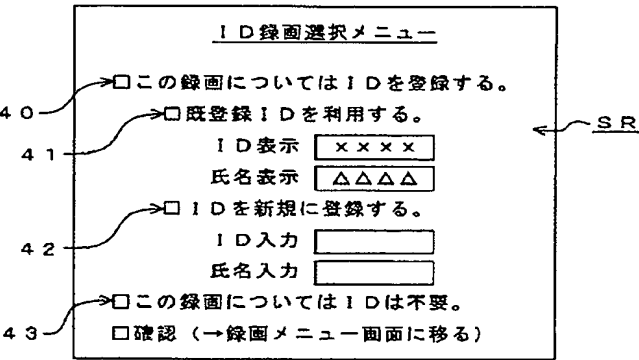 ID録画選択メニュー
40 □この録画についてはIDを登録する。
41 □既登録IDを利用する。
ID表示 ××××
SR
氏名表示 △△△△
42 □IDを新規に登録する。
ID入力
氏名入力
43 □この録画についてはIDは不要。
□確認（→録画メニュー画面に移る）